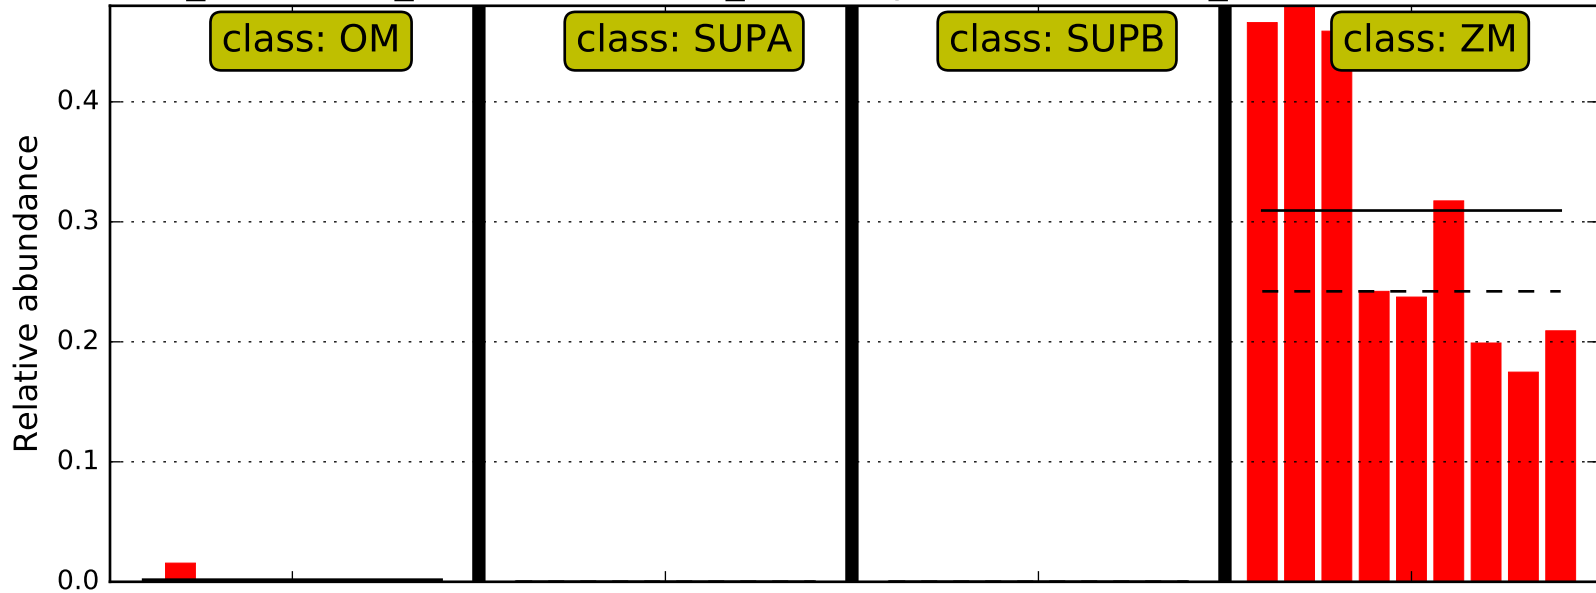 class: OM
class: SUPA
class: SUPB
class: ZM
Relative abundance
0.4
0.3
0.2
0.1
0.0